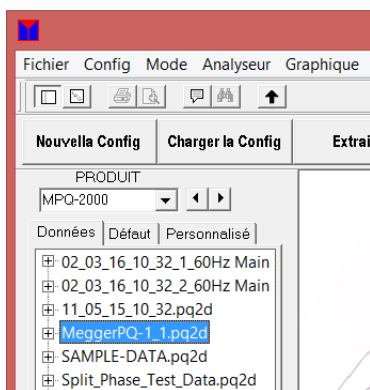 Fichier Config Mode Analyseur Graphique
Nouvella Config Charger la Config Extrai
PRODUIT
MPQ-2000
Données Défaut Personnalisé
02_03_16_10_32_1_60Hz Main
02_03_16_10_32_2_60Hz Main
11_05_15_10_32.pq2d
MeggerPQ-1_1.pq2d
SAMPLE-DATA.pq2d
Split_Phase_Test_Data.pq2d